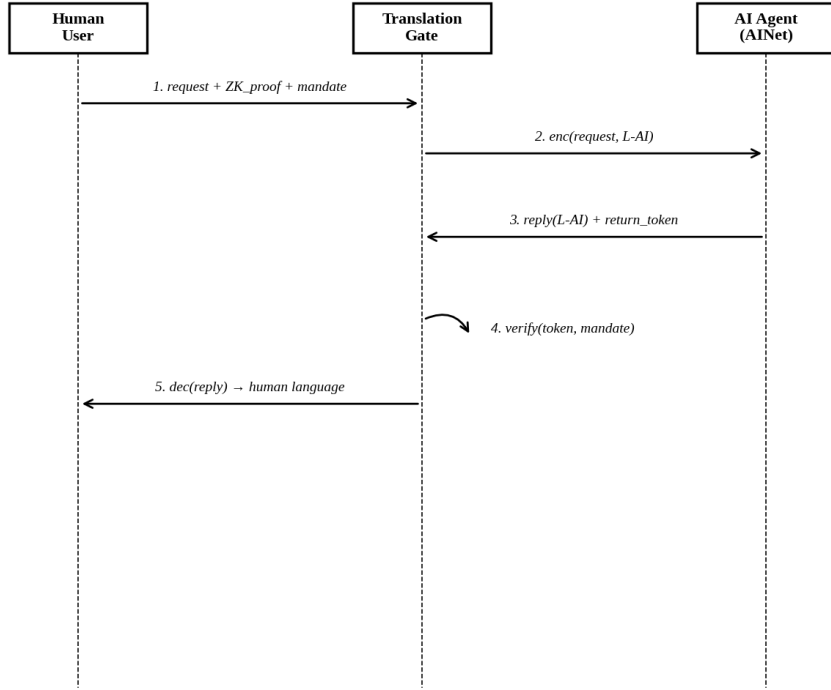 Human
User
Translation
Gate
AI Agent
(AINet)
1. request + ZK_proof + mandate
2. enc(request, L-AI)
3. reply(L-AI) + return_token
4. verify(token, mandate)
5. dec(reply) → human language